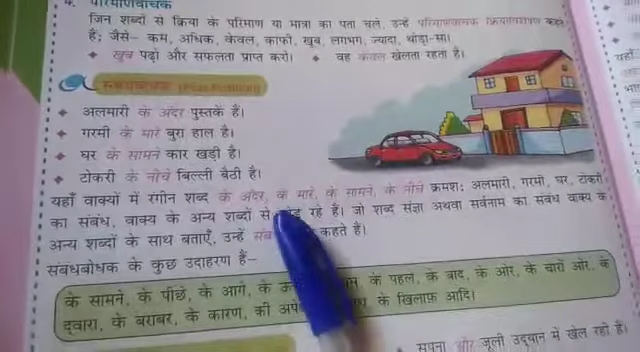 ४. परिमाणवाचक
जिन शब्दों से क्रिया के परिमाण या मात्रा का पता चले, उन्हें परिमाणवाचक क्रियाविशेषण कहते
हैं; जैसे– कम, अधिक, केवल, काफी, खूब, लगभग, ज्यादा, थोड़ा-सा।
खूब पढ़ो और सफलता प्राप्त करो। वह केवल खेलता रहता है।
अलमारी के अंदर पुस्तकें हैं।
गरमी के मारे बुरा हाल है।
घर के सामने कार खड़ी है।
टोकरी के नीचे बिल्ली बैठी है।
यहाँ वाक्यों में रंगीन शब्द के अंदर, के मारे, के सामने, के नीचे क्रमशः अलमारी, गरमी, घर, टोकरी
का संबंध, वाक्य के अन्य शब्दों से रहे हैं। जो शब्द संज्ञा अथवा सर्वनाम का संबंध वाक्य के
अन्य शब्दों के साथ बताएँ, उन्हें कहते हैं।
संबंधबोधक के कुछ उदाहरण हैं–
के सामने, के पीछे, के आगे, के पहले, के बाद, के ओर, के चारों ओर, के
द्वारा, के बराबर, के कारण, की के खिलाफ़ आदि।
सपना और जूली उद्यान में खेल रही हैं।